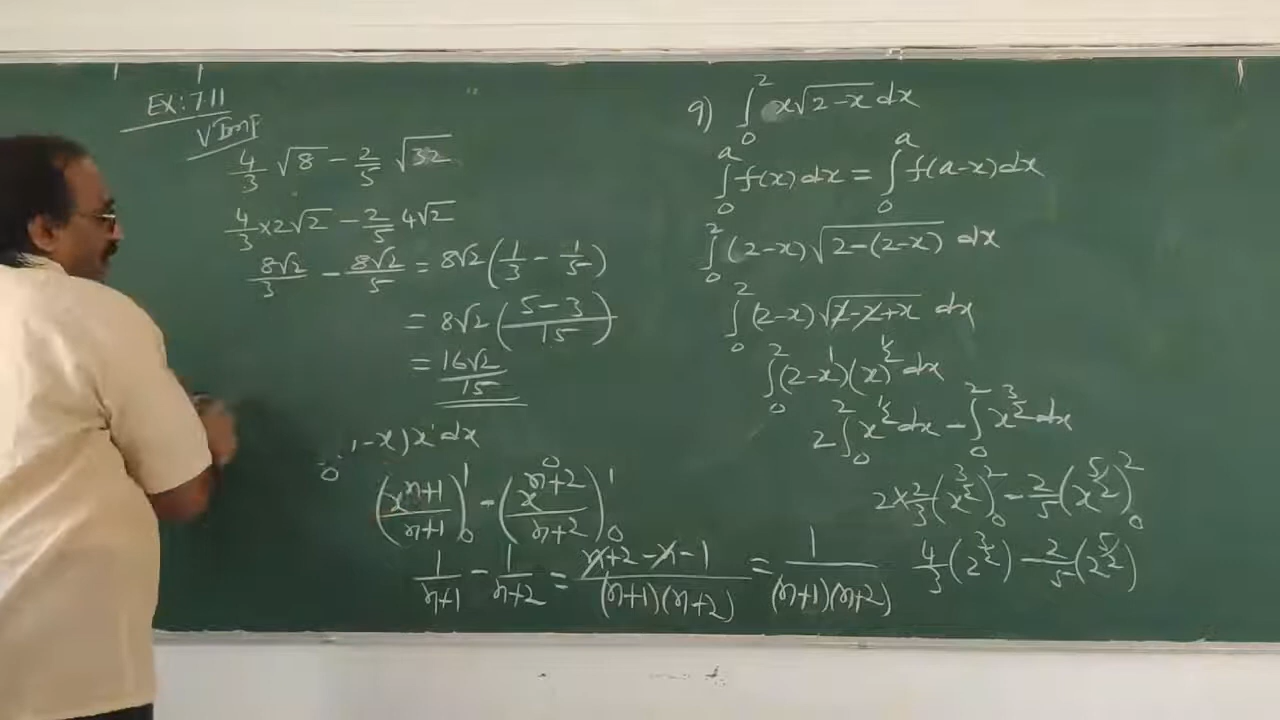 EX: 7.11
√Imp
4/3 √8 − 2/5 √32
4/3 × 2√2 − 2/5 4√2
8√2/3 − 8√2/5 = 8√2 (1/3 − 1/5)
= 8√2 ((5−3)/15)
= 16√2/15
−x) x dx
(x^(n+1)/(n+1))₀¹ − (x^(n+2)/(n+2))₀¹
1/(n+1) − 1/(n+2) = (n+2−n−1)/((n+1)(n+2)) = 1/((n+1)(n+2))
9) ∫₀² x√(2−x) dx
∫₀ᵃ f(x) dx = ∫₀ᵃ f(a−x) dx
∫₀² (2−x) √(2−(2−x)) dx
∫₀² (2−x) √(2−2+x) dx
∫₀² (2−x¹)(x)^(1/2) dx
2 ∫₀² x^(1/2) dx − ∫₀² x^(3/2) dx
2 × 2/3 (x^(3/2))₀² − 2/5 (x^(5/2))₀²
4/3 (2^(3/2)) − 2/5 (2^(5/2))